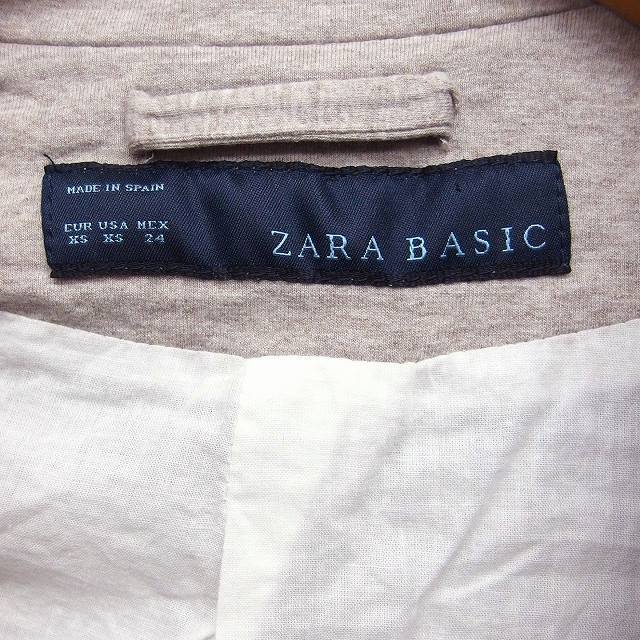 MADE IN SPAIN
EUR USA MEX
XS XS 24
ZARA BASIC